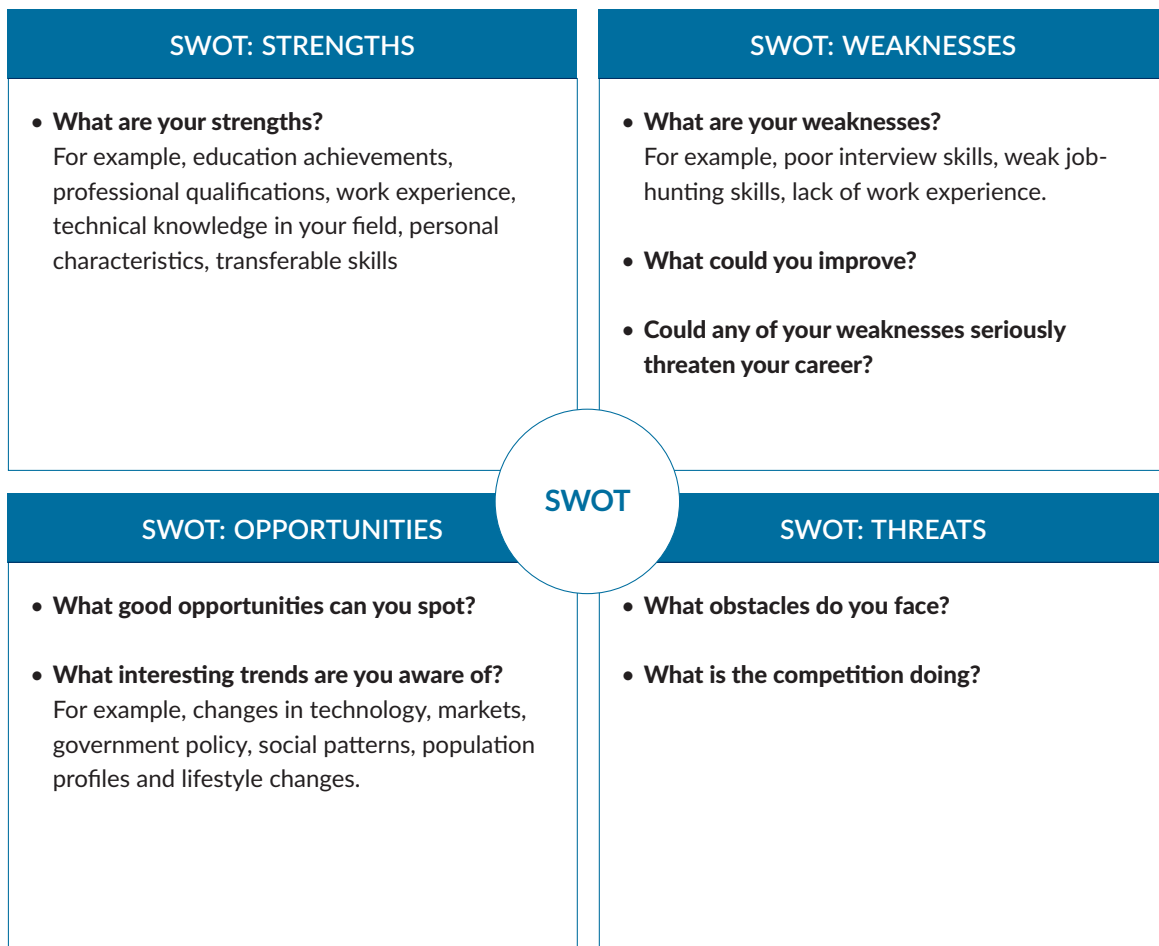 SWOT: STRENGTHS
• What are your strengths?
For example, education achievements,
professional qualifications, work experience,
technical knowledge in your field, personal
characteristics, transferable skills
SWOT: WEAKNESSES
• What are your weaknesses?
For example, poor interview skills, weak job-
hunting skills, lack of work experience.
• What could you improve?
• Could any of your weaknesses seriously
threaten your career?
SWOT
SWOT: OPPORTUNITIES
• What good opportunities can you spot?
• What interesting trends are you aware of?
For example, changes in technology, markets,
government policy, social patterns, population
profiles and lifestyle changes.
SWOT: THREATS
• What obstacles do you face?
• What is the competition doing?